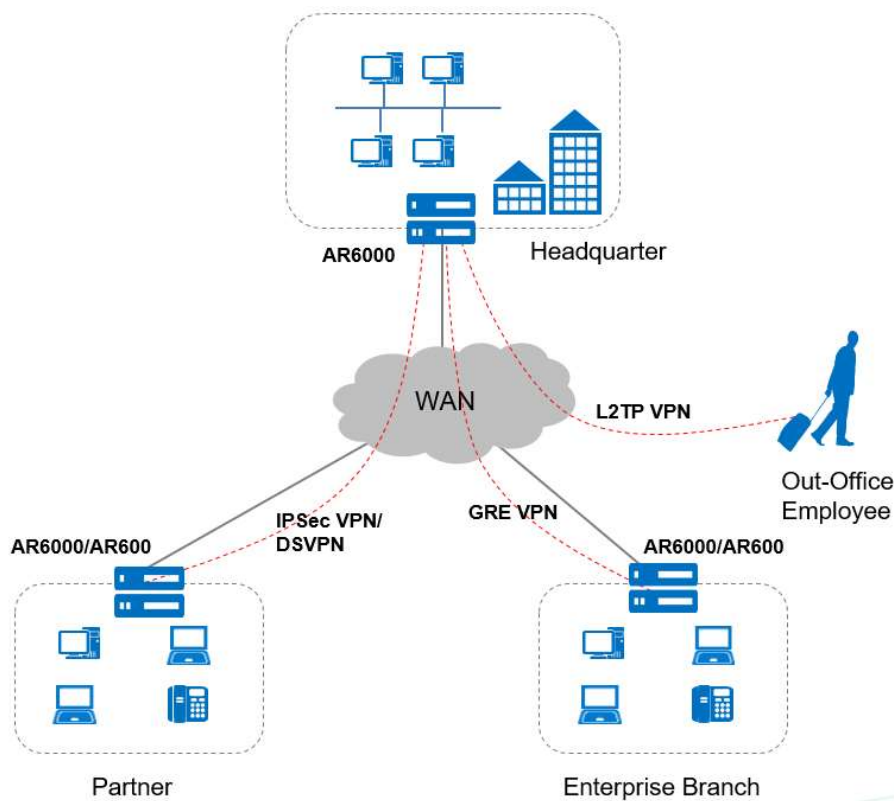 AR6000
Headquarter
WAN
L2TP VPN
Out-Office
Employee
IPSec VPN/
DSVPN
GRE VPN
AR6000/AR600
AR6000/AR600
Partner
Enterprise Branch